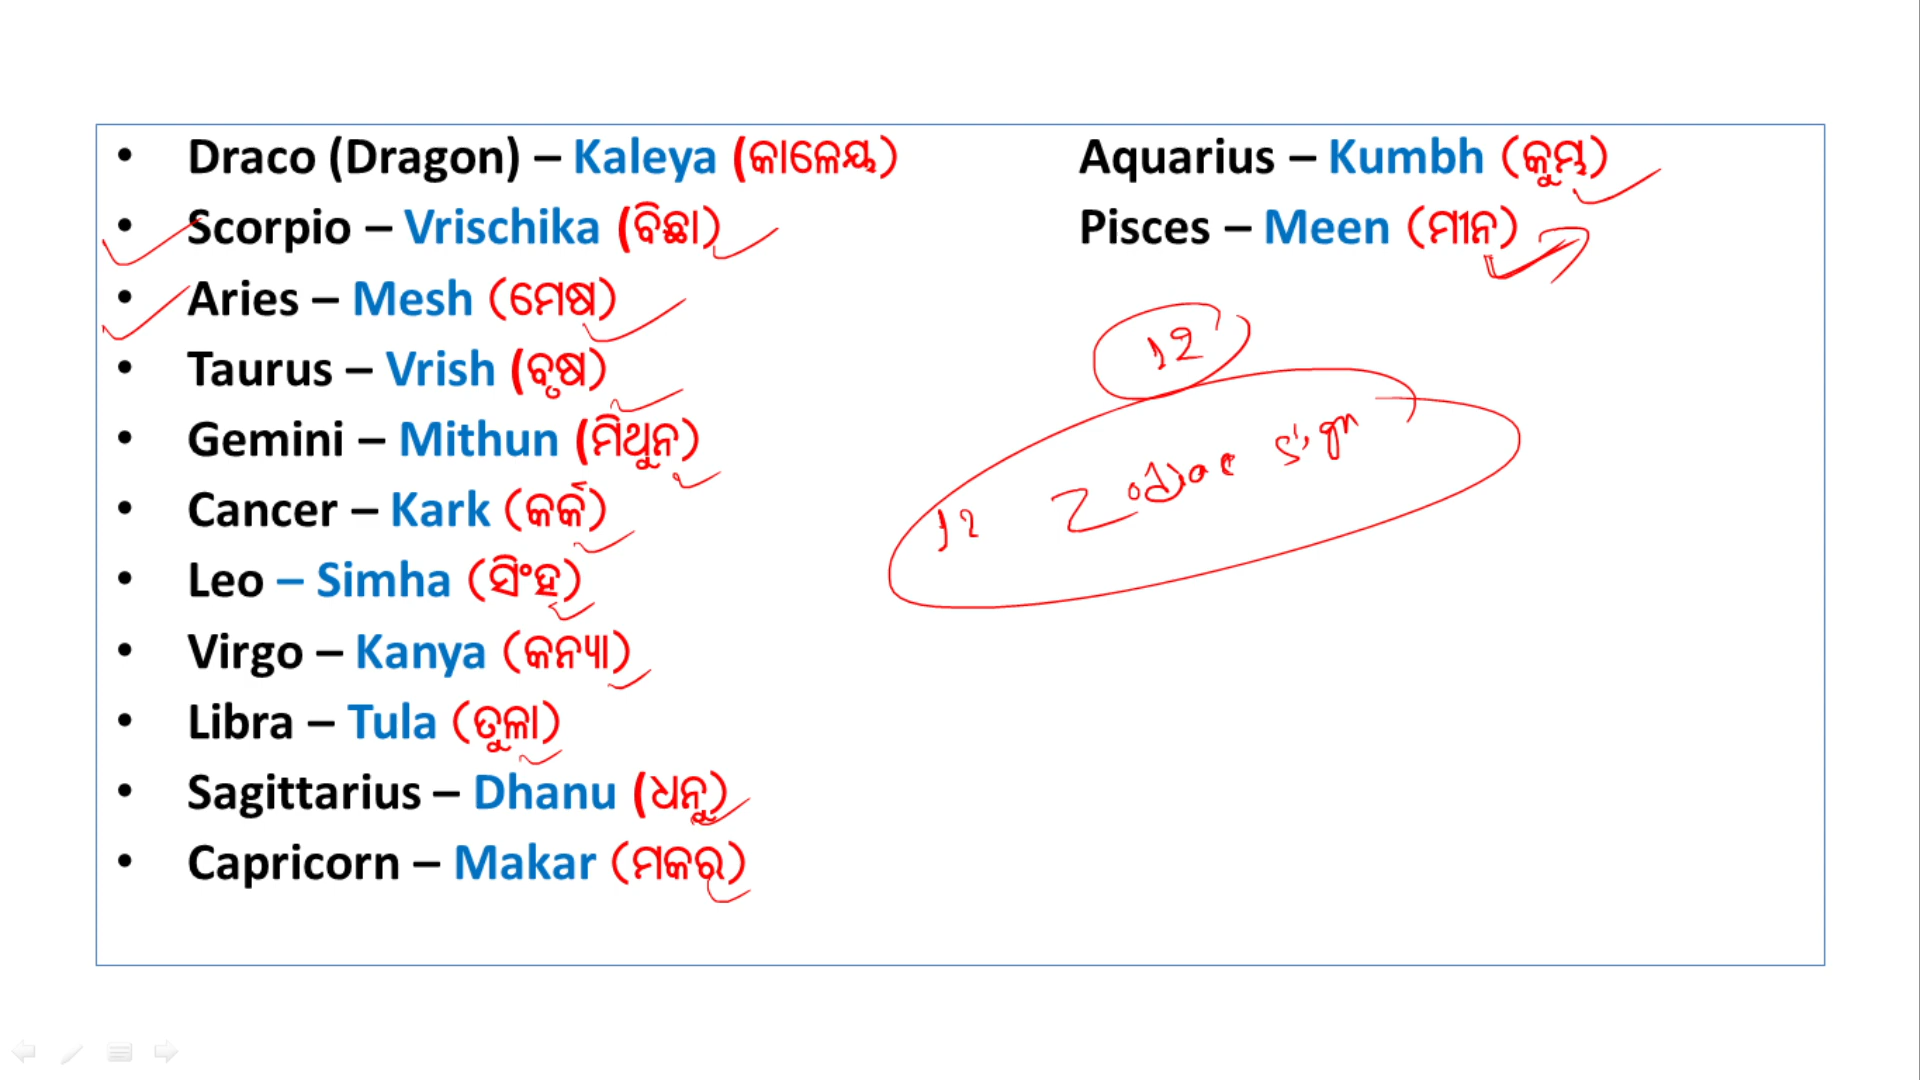 • Draco (Dragon) – Kaleya (କାଳେୟ)
• Scorpio – Vrischika (ବିଛା)
• Aries – Mesh (ମେଷ)
• Taurus – Vrish (ବୃଷ)
• Gemini – Mithun (ମିଥୁନ)
• Cancer – Kark (କର୍କ)
• Leo – Simha (ସିଂହ)
• Virgo – Kanya (କନ୍ୟା)
• Libra – Tula (ତୁଳା)
• Sagittarius – Dhanu (ଧନୁ)
• Capricorn – Makar (ମକର)
Aquarius – Kumbh (କୁମ୍ଭ)
Pisces – Meen (ମୀନ)
12
12 Zodiac sign